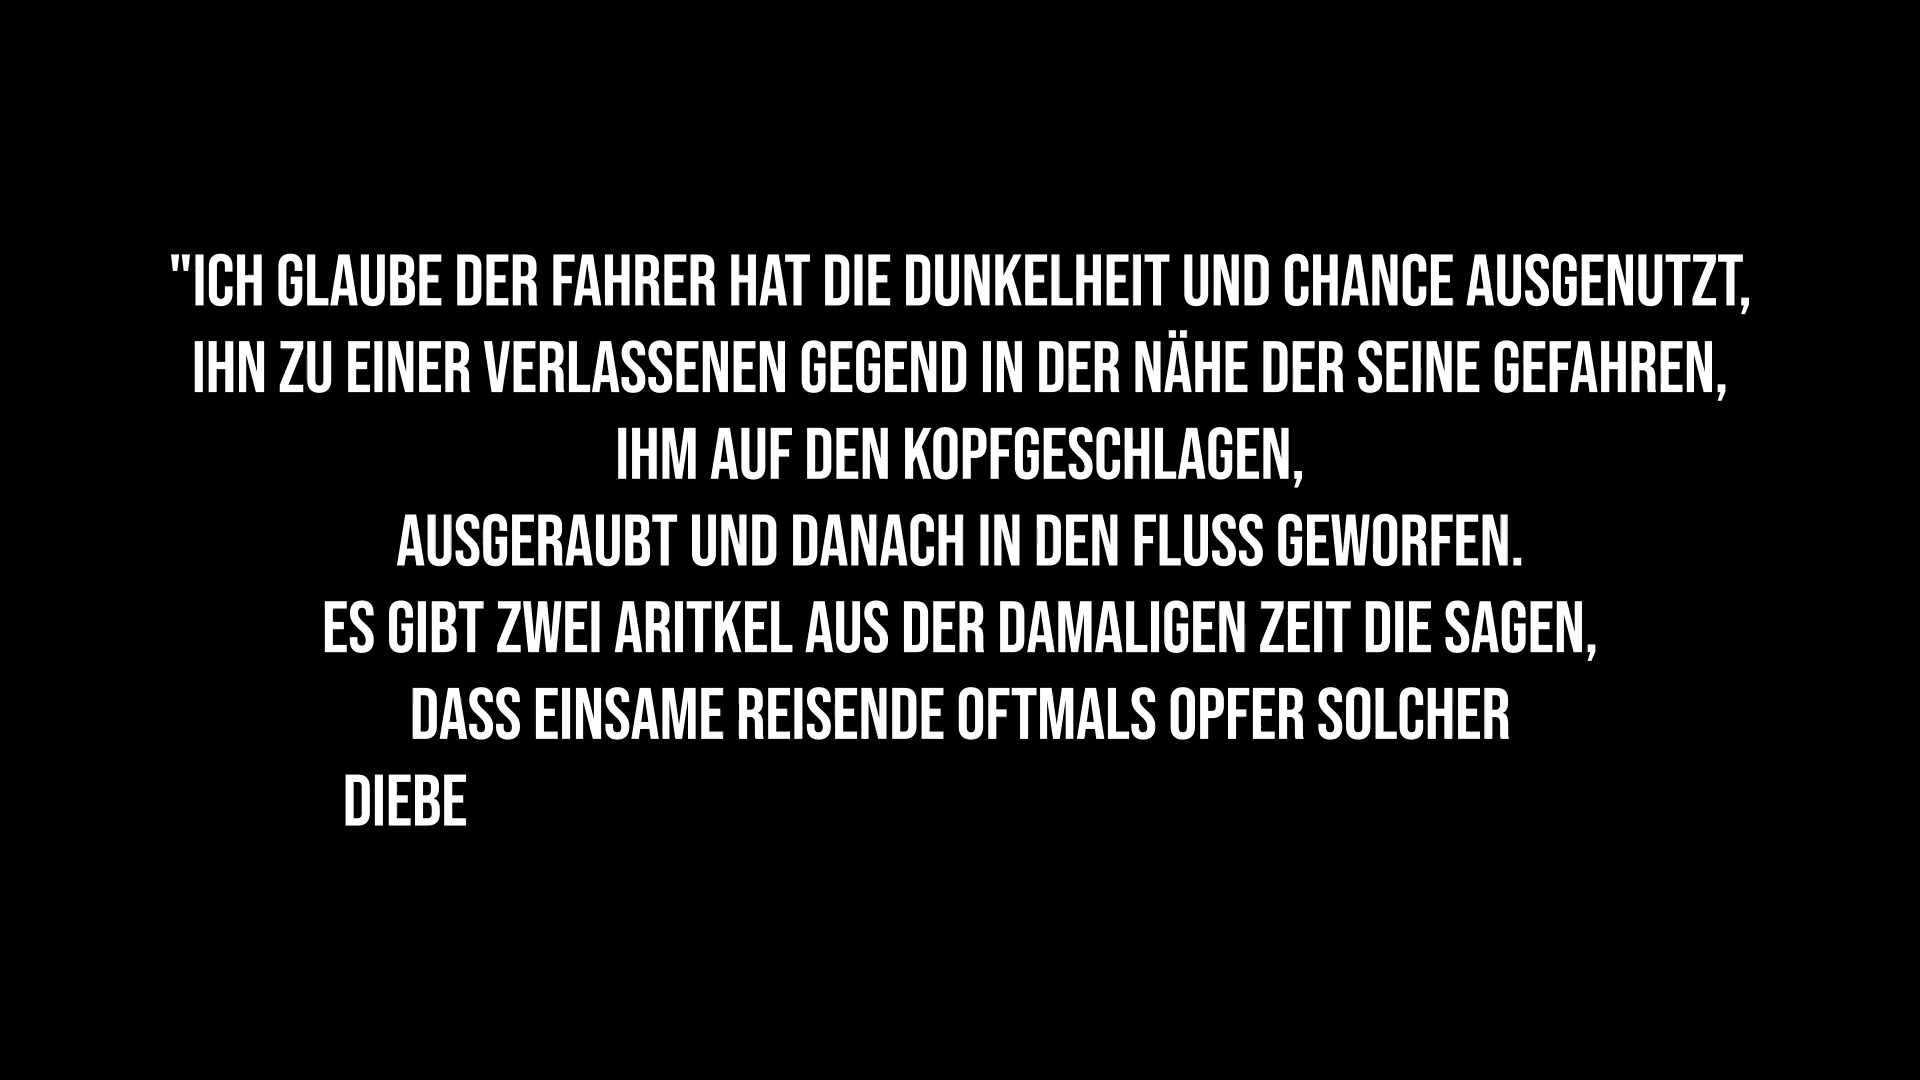 "ICH GLAUBE DER FAHRER HAT DIE DUNKELHEIT UND CHANCE AUSGENUTZT,
IHN ZU EINER VERLASSENEN GEGEND IN DER NÄHE DER SEINE GEFAHREN,
IHM AUF DEN KOPFGESCHLAGEN,
AUSGERAUBT UND DANACH IN DEN FLUSS GEWORFEN.
ES GIBT ZWEI ARITKEL AUS DER DAMALIGEN ZEIT DIE SAGEN,
DASS EINSAME REISENDE OFTMALS OPFER SOLCHER
DIEBE